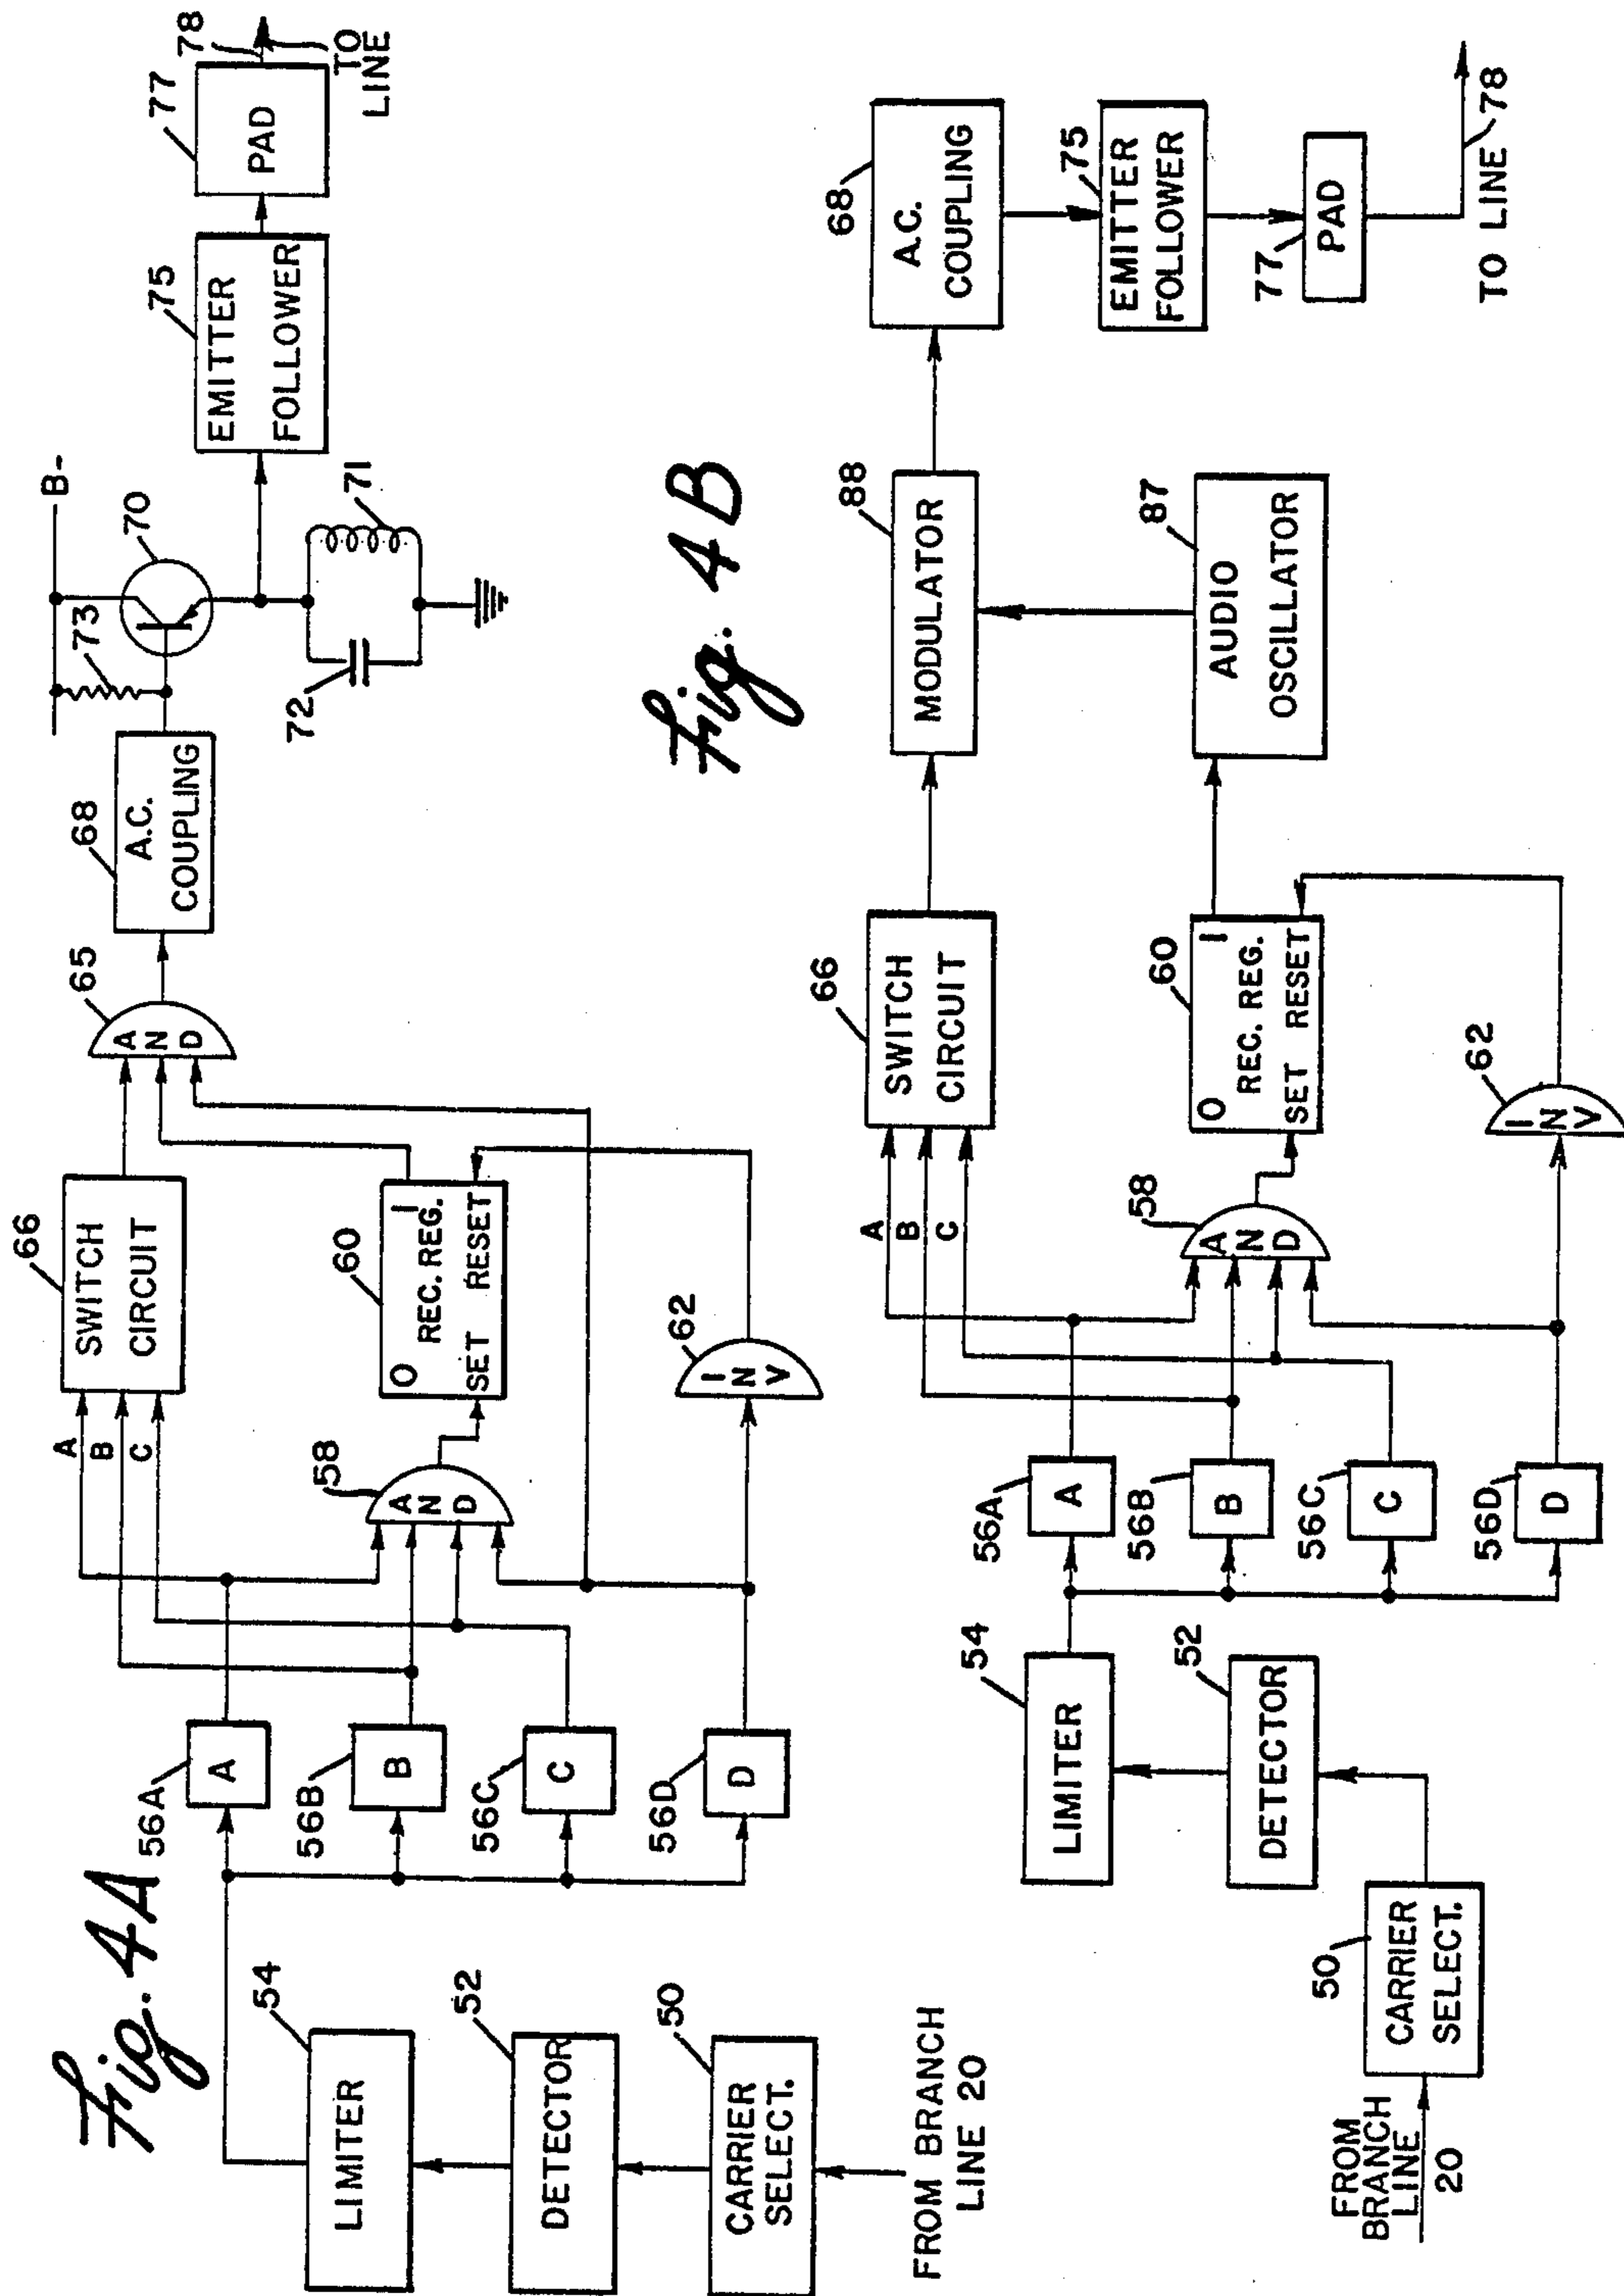 Fig. 4A
FROM BRANCH
LINE 20
50
CARRIER
SELECT.
52
DETECTOR
54
LIMITER
56A
A
56B
B
56C
C
56D
D
A
B
C
66
SWITCH
CIRCUIT
58
AND
60
O I
REC. REG.
SET RESET
62
INV
65
AND
68
A.C.
COUPLING
73
B-
70
72
71
75
EMITTER
FOLLOWER
77
PAD
78
TO
LINE
Fig. 4B
FROM
BRANCH
LINE
20
50
CARRIER
SELECT.
52
DETECTOR
54
LIMITER
56A
A
56B
B
56C
C
56D
D
A
B
C
66
SWITCH
CIRCUIT
58
AND
60
O I
REC. REG.
SET RESET
62
INV
88
MODULATOR
87
AUDIO
OSCILLATOR
68
A.C.
COUPLING
75
EMITTER
FOLLOWER
77
PAD
TO LINE 78